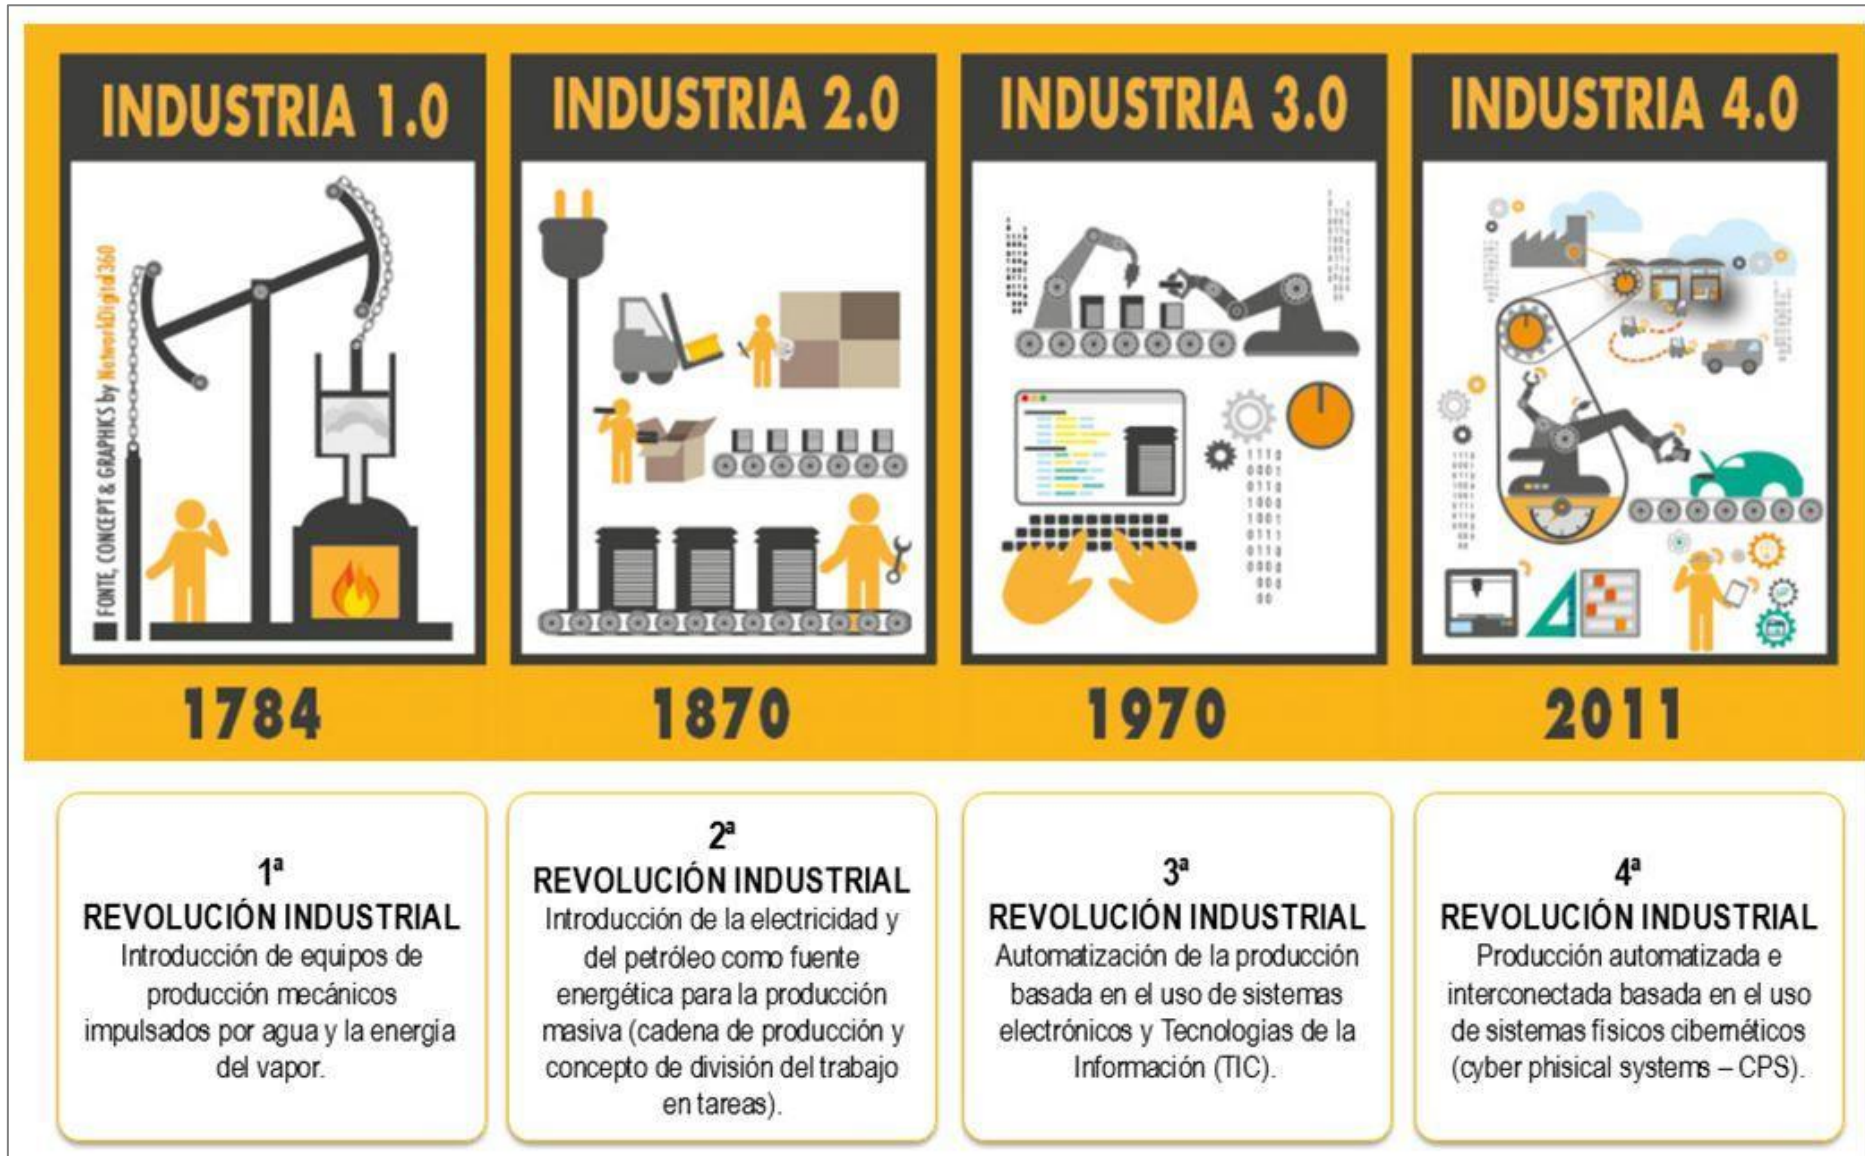 INDUSTRIA 1.0
INDUSTRIA 2.0
INDUSTRIA 3.0
INDUSTRIA 4.0
FONTE, CONCEPT & GRAPHICS by NetworkDigital360
1784
1870
1970
2011
1ª
REVOLUCIÓN INDUSTRIAL
Introducción de equipos de
producción mecánicos
impulsados por agua y la energía
del vapor.
2ª
REVOLUCIÓN INDUSTRIAL
Introducción de la electricidad y
del petróleo como fuente
energética para la producción
masiva (cadena de producción y
concepto de división del trabajo
en tareas).
3ª
REVOLUCIÓN INDUSTRIAL
Automatización de la producción
basada en el uso de sistemas
electrónicos y Tecnologías de la
Información (TIC).
4ª
REVOLUCIÓN INDUSTRIAL
Producción automatizada e
interconectada basada en el uso
de sistemas físicos cibernéticos
(cyber phisical systems – CPS).